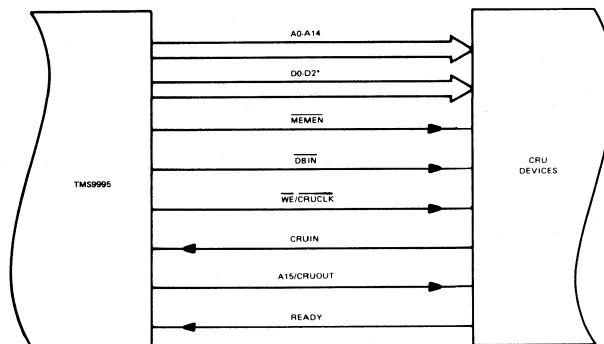 A0-A14
D0-D2*
MEMEN
DBIN
TMS9995
CRU
DEVICES
WE/CRUCLK
CRUIN
A15/CRUOUT
READY